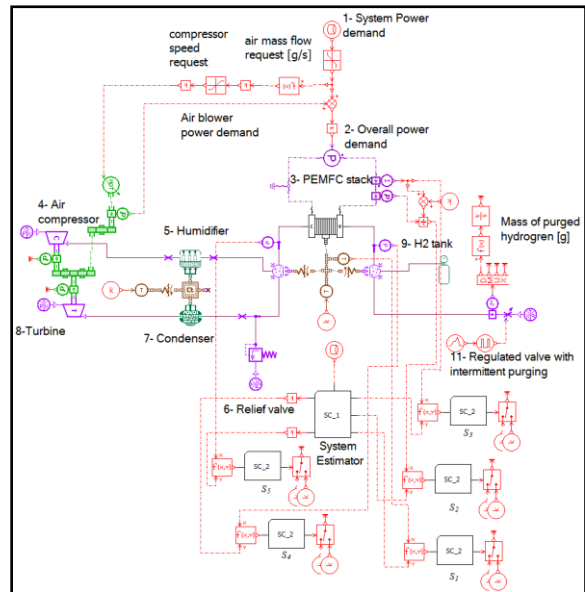 1- System Power
demand
compressor
speed
request
air mass flow
request [g/s]
Air blower
power demand
2- Overall power
demand
3- PEMFC stack
4- Air
compressor
5- Humidifier
9- H2 tank
Mass of purged
hydrogren [g]
8-Turbine
7- Condenser
11- Regulated valve with
intermittent purging
6- Relief valve
SC_1
System
Estimator
SC_2
S₃
SC_2
S₅
SC_2
S₂
SC_2
S₄
SC_2
S₁
f(x,y)
f(x,y)
f(x,y)
f(x,y)
f(x,y)